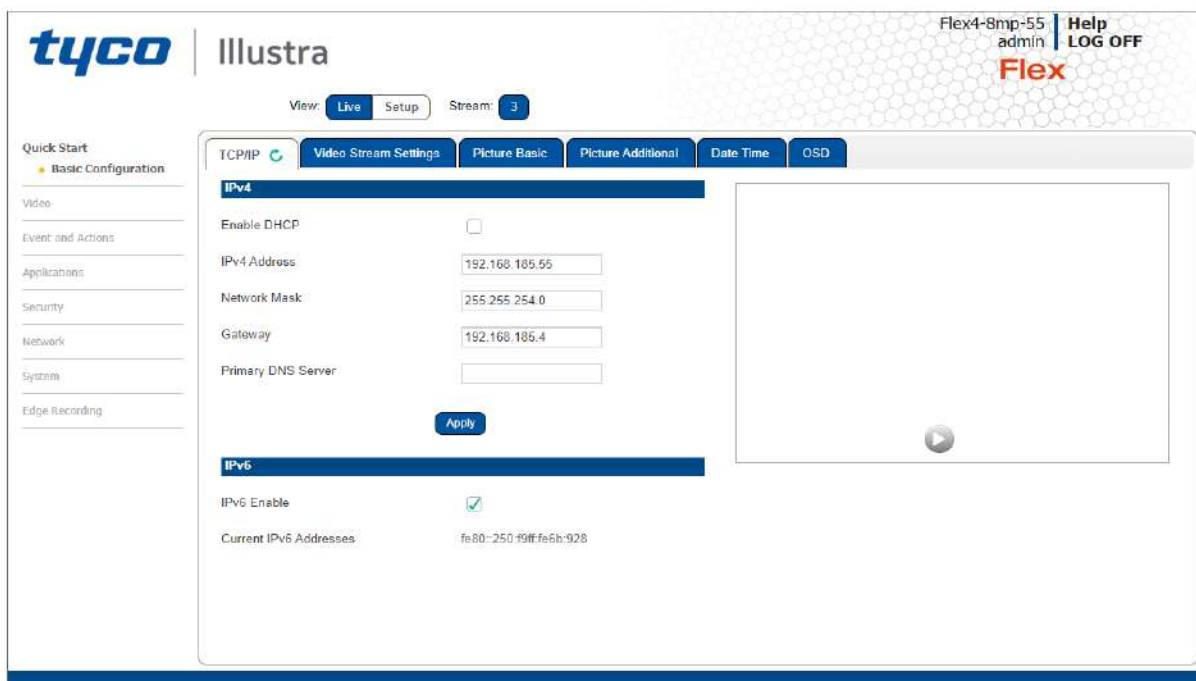 tyco | Illustra
Flex4-8mp-55
admin
Help
LOG OFF
Flex
View: Live Setup Stream: 3
Quick Start
Basic Configuration
Video
Event and Actions
Applications
Security
Network
System
Edge Recording
TCP/IP Video Stream Settings Picture Basic Picture Additional Date Time OSD
IPv4
Enable DHCP
IPv4 Address 192.168.185.55
Network Mask 255.255.254.0
Gateway 192.168.185.4
Primary DNS Server
Apply
IPv6
IPv6 Enable
Current IPv6 Addresses fe80::250:f9ff:fe6b:928